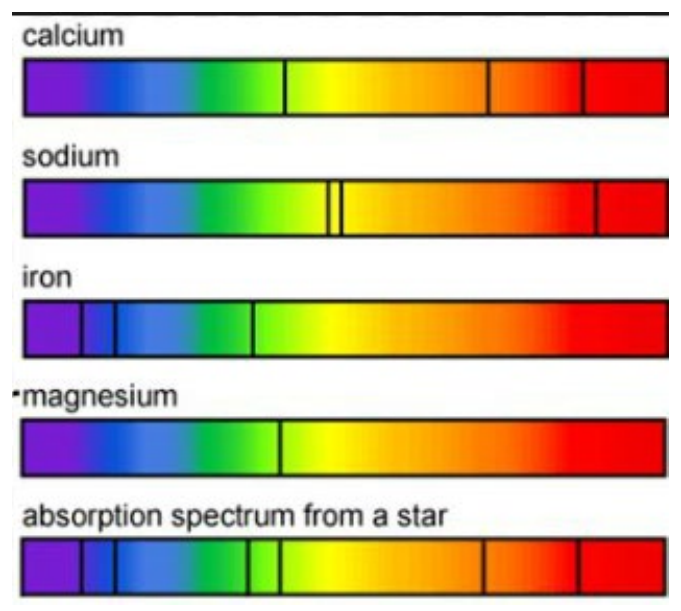 calcium
sodium
iron
magnesium
absorption spectrum from a star